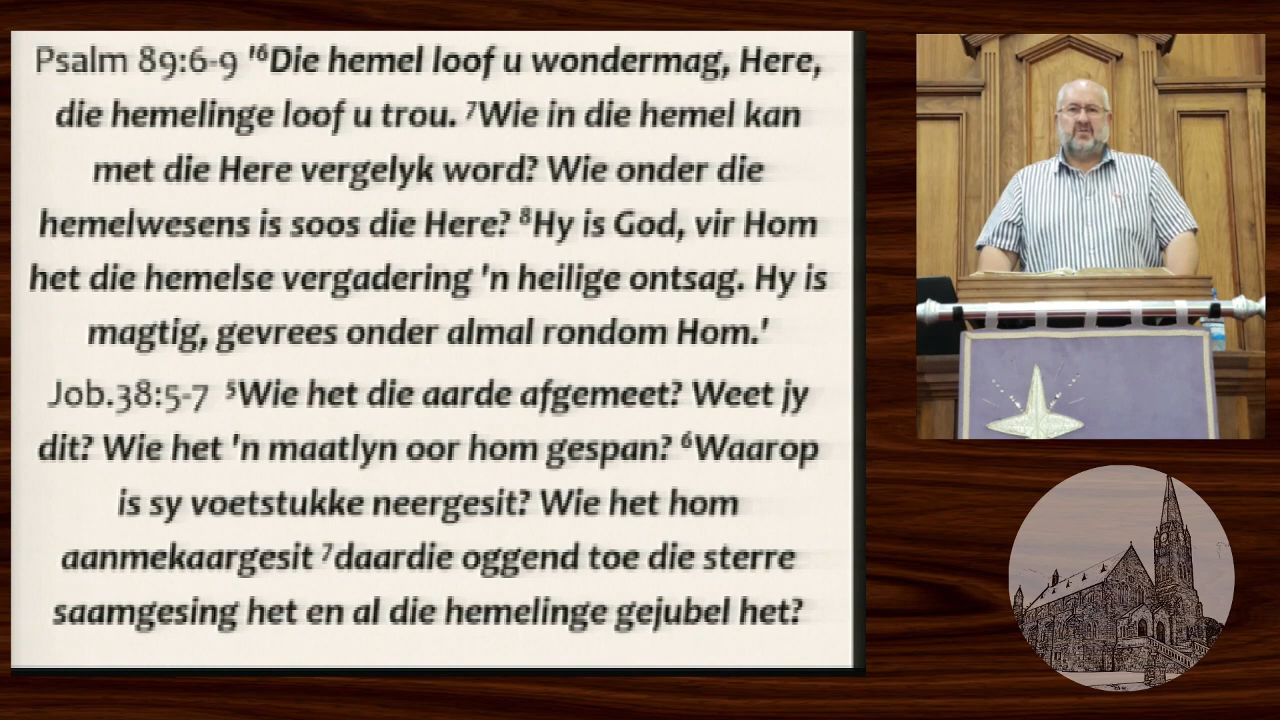 Psalm 89:6-9 '⁶Die hemel loof u wondermag, Here,
die hemelinge loof u trou. ⁷Wie in die hemel kan
met die Here vergelyk word? Wie onder die
hemelwesens is soos die Here? ⁸Hy is God, vir Hom
het die hemelse vergadering 'n heilige ontsag. Hy is
magtig, gevrees onder almal rondom Hom.'
Job.38:5-7 ⁵Wie het die aarde afgemeet? Weet jy
dit? Wie het 'n maatlyn oor hom gespan? ⁶Waarop
is sy voetstukke neergesit? Wie het hom
aanmekaargesit ⁷daardie oggend toe die sterre
saamgesing het en al die hemelinge gejubel het?